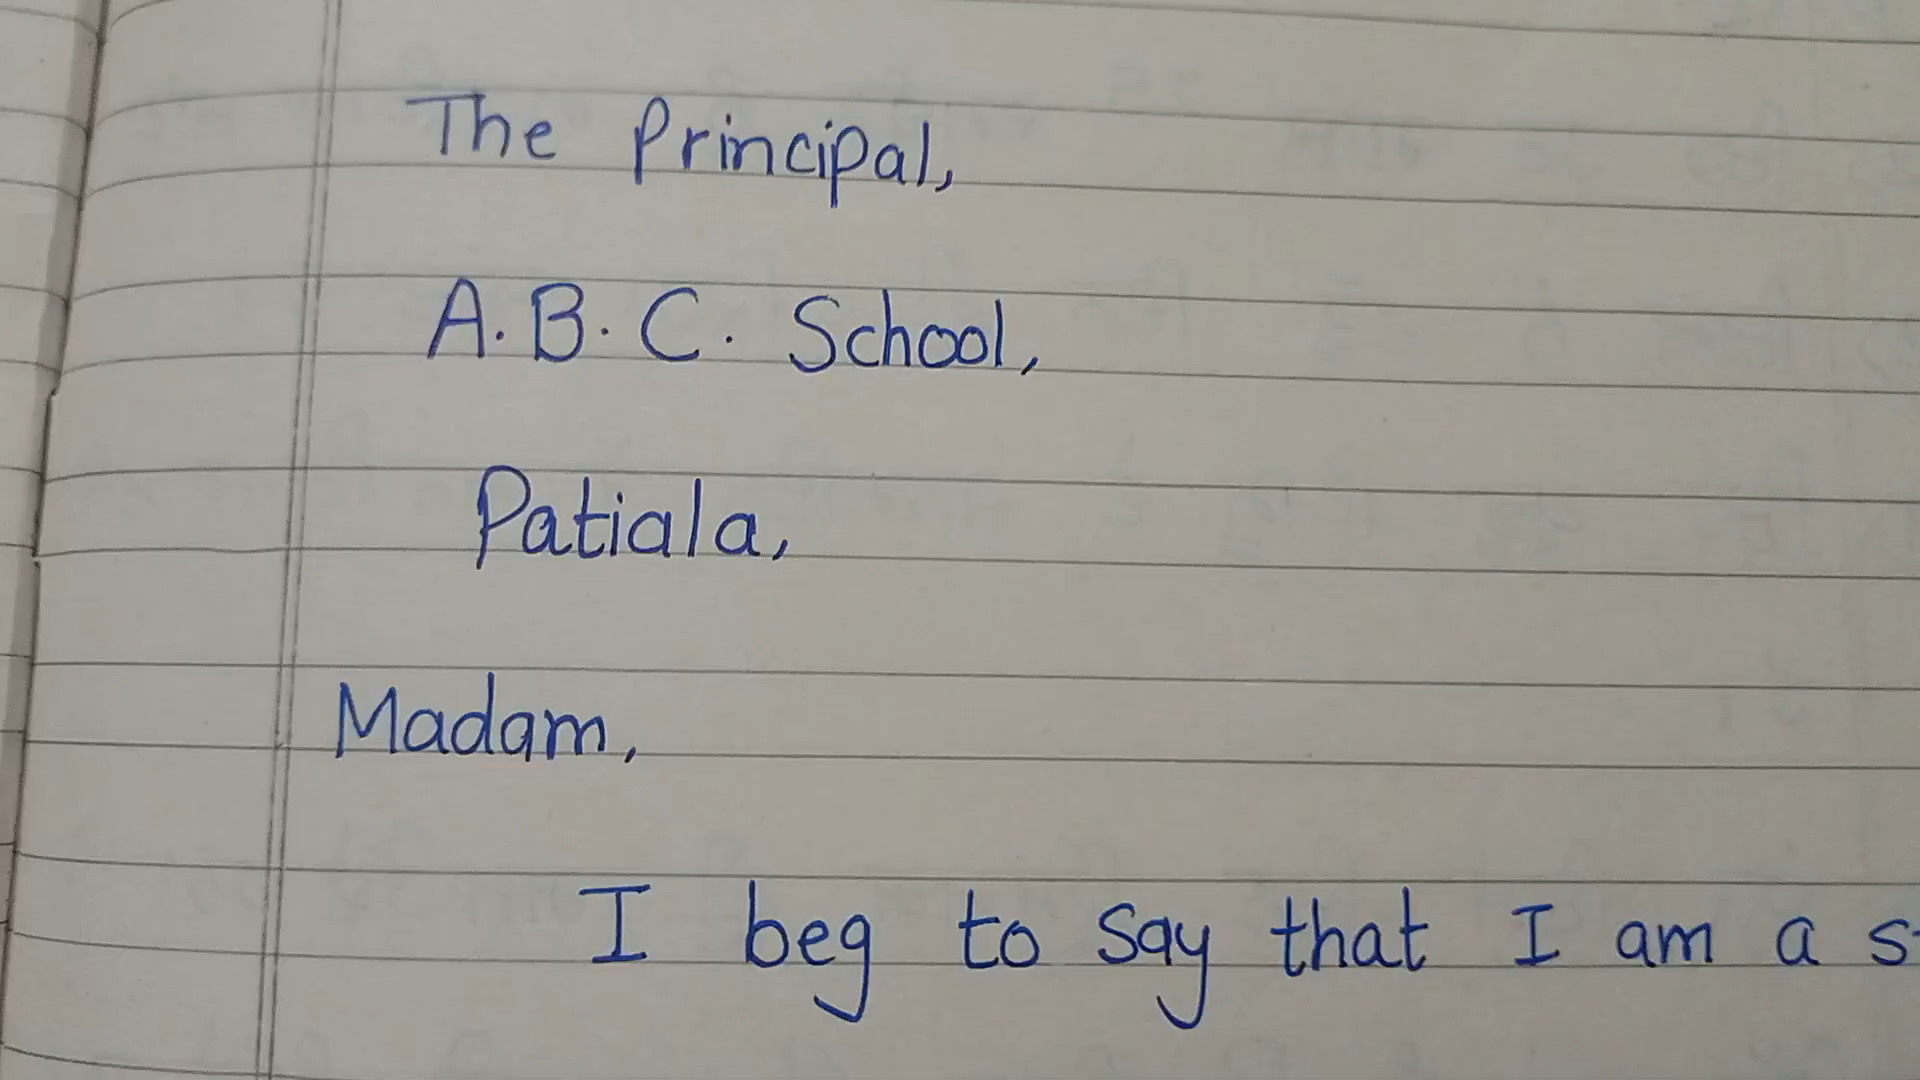 The Principal,
A.B.C. School,
Patiala,
Madam,
I beg to say that I am a